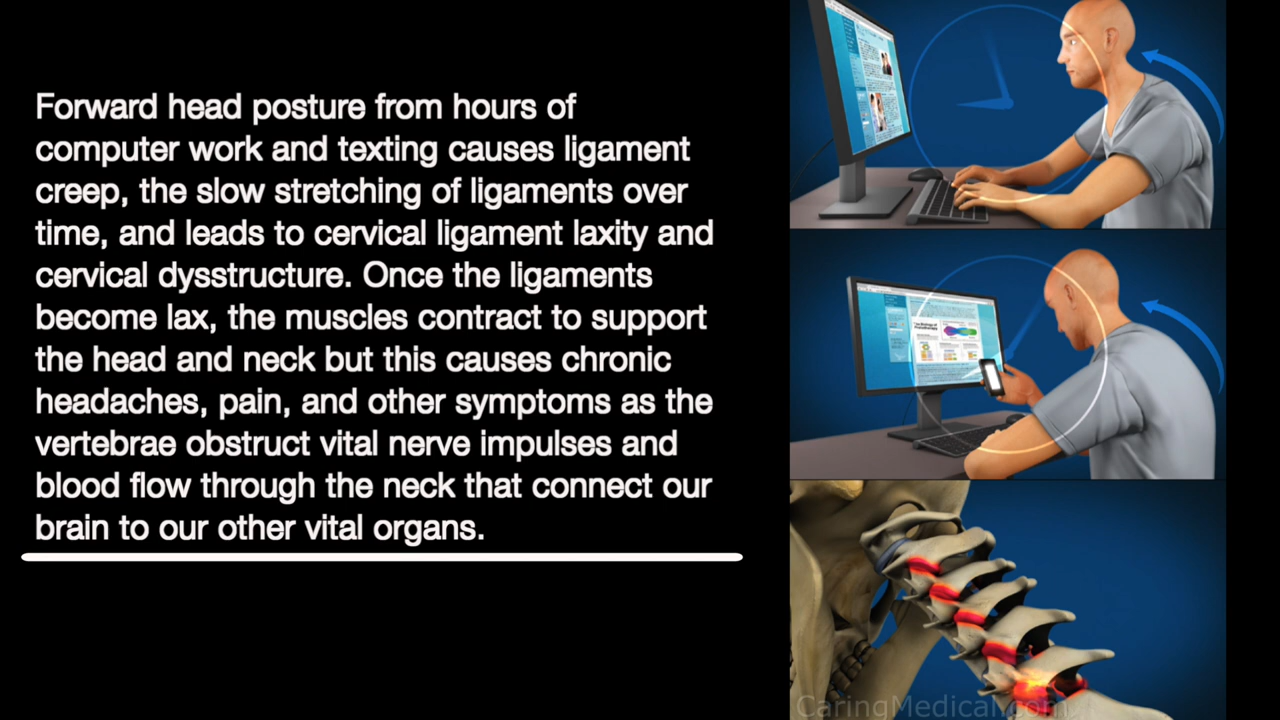 Forward head posture from hours of
computer work and texting causes ligament
creep, the slow stretching of ligaments over
time, and leads to cervical ligament laxity and
cervical dysstructure. Once the ligaments
become lax, the muscles contract to support
the head and neck but this causes chronic
headaches, pain, and other symptoms as the
vertebrae obstruct vital nerve impulses and
blood flow through the neck that connect our
brain to our other vital organs.
CaringMedical.com